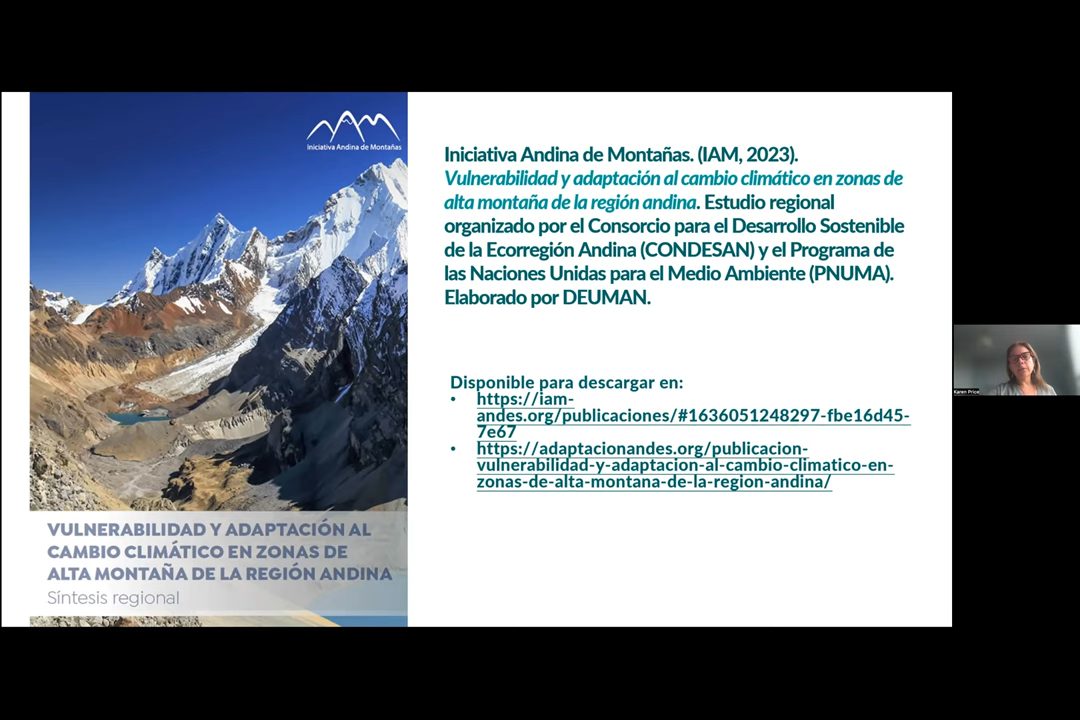 Iniciativa Andina de Montañas
VULNERABILIDAD Y ADAPTACIÓN AL
CAMBIO CLIMÁTICO EN ZONAS DE
ALTA MONTAÑA DE LA REGIÓN ANDINA
Síntesis regional
Iniciativa Andina de Montañas. (IAM, 2023).
Vulnerabilidad y adaptación al cambio climático en zonas de
alta montaña de la región andina. Estudio regional
organizado por el Consorcio para el Desarrollo Sostenible
de la Ecorregión Andina (CONDESAN) y el Programa de
las Naciones Unidas para el Medio Ambiente (PNUMA).
Elaborado por DEUMAN.
Disponible para descargar en:
• https://iam-
andes.org/publicaciones/#1636051248297-fbe16d45-
7e67
• https://adaptacionandes.org/publicacion-
vulnerabilidad-y-adaptacion-al-cambio-climatico-en-
zonas-de-alta-montana-de-la-region-andina/
Karen Price